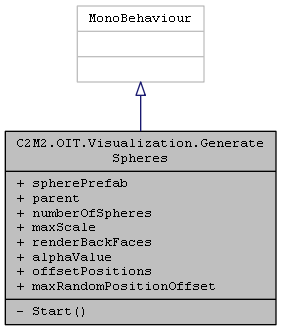 MonoBehaviour
C2M2.OIT.Visualization.Generate
Spheres
+ spherePrefab
+ parent
+ numberOfSpheres
+ maxScale
+ renderBackFaces
+ alphaValue
+ offsetPositions
+ maxRandomPositionOffset
- Start()